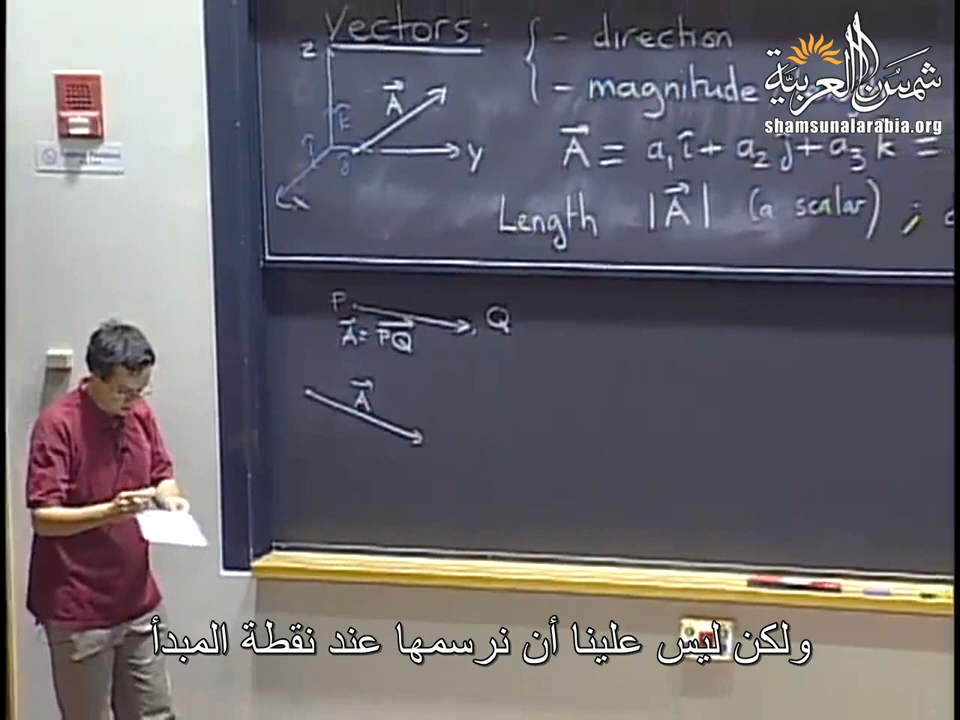 Vectors: { - direction
- magnitude
شمس العربية
shamsunalarabia.org
z
A⃗
k̂
î
ĵ
y
x
A⃗ = a₁ î + a₂ ĵ + a₃ k̂ =
Length |A⃗| (a scalar) ;
P
Q
A⃗ = PQ⃗
A⃗
ولكن ليس علينا أن نرسمها عند نقطة المبدأ